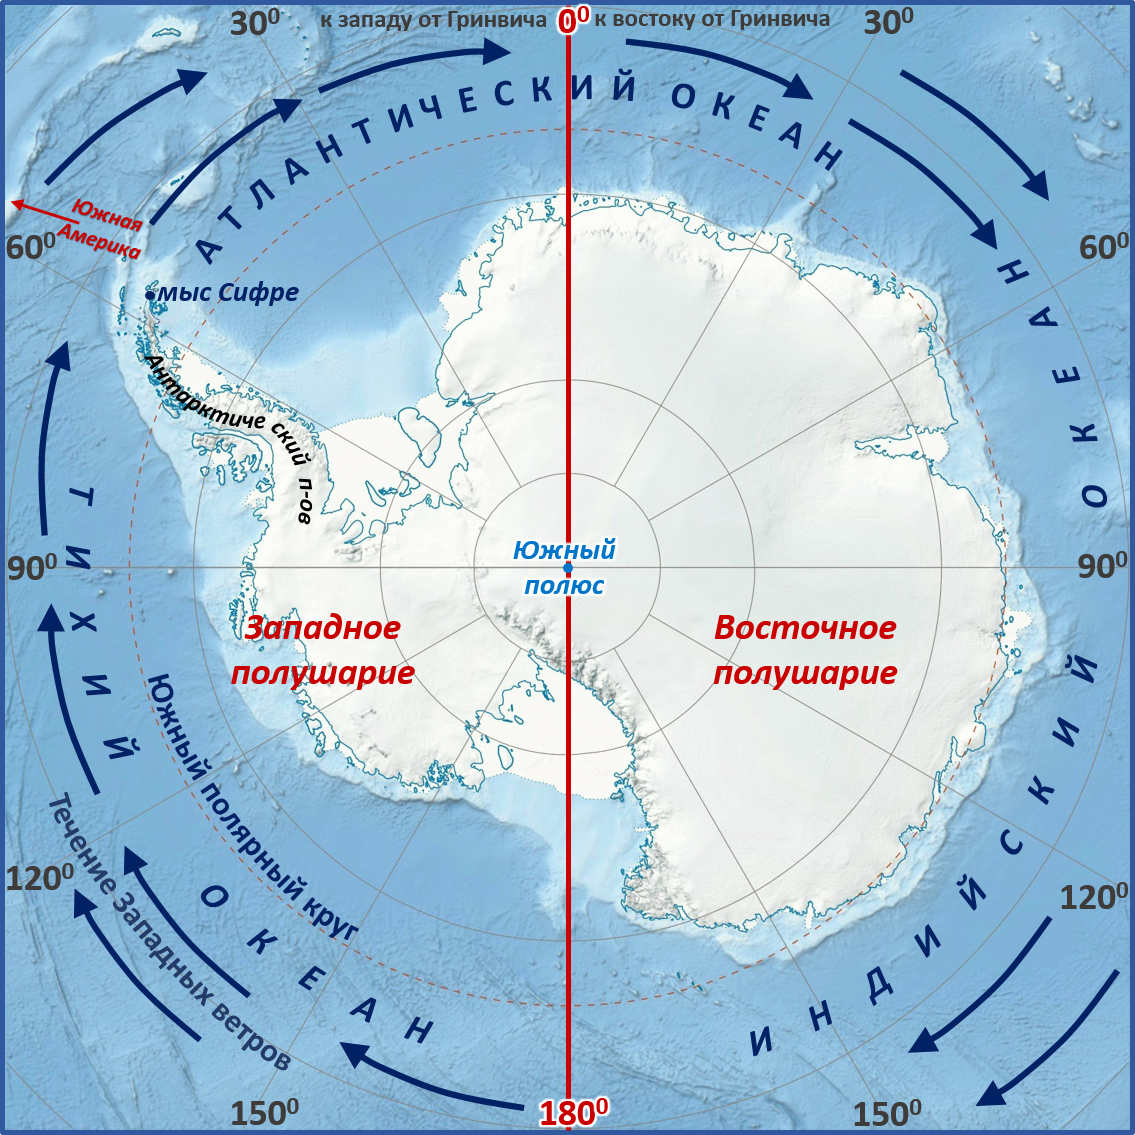 к западу от Гринвича
0⁰
к востоку от Гринвича
30⁰
30⁰
АТЛАНТИЧЕСКИЙ ОКЕАН
Южная
Америка
60⁰
60⁰
мыс Сифре
Антарктиче ский п-ов
ИНДИЙСКИЙ ОКЕАН
ТИХИЙ ОКЕАН
90⁰
90⁰
Южный
полюс
Западное
полушарие
Восточное
полушарие
Южный полярный круг
Течение Западных ветров
120⁰
120⁰
150⁰
180⁰
150⁰